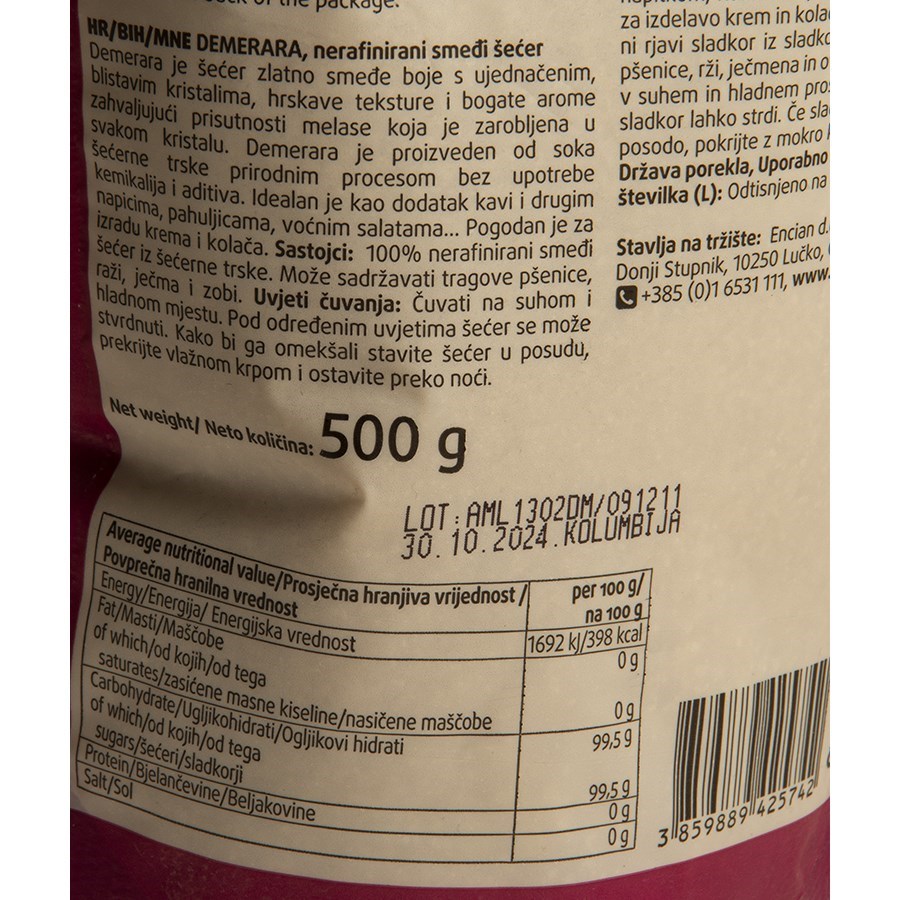 of the package.
HR/BIH/MNE DEMERARA, nerafinirani smeđi šećer
Demerara je šećer zlatno smeđe boje s ujednačenim,
blistavim kristalima, hrskave teksture i bogate arome
zahvaljujući prisutnosti melase koja je zarobljena u
svakom kristalu. Demerara je proizveden od soka
šećerne trske prirodnim procesom bez upotrebe
kemikalija i aditiva. Idealan je kao dodatak kavi i drugim
napicima, pahuljicama, voćnim salatama... Pogodan je za
izradu krema i kolača. Sastojci: 100% nerafinirani smeđi
šećer iz šećerne trske. Može sadržavati tragove pšenice,
raži, ječma i zobi. Uvjeti čuvanja: Čuvati na suhom i
hladnom mjestu. Pod određenim uvjetima šećer se može
stvrdnuti. Kako bi ga omekšali stavite šećer u posudu,
prekrijte vlažnom krpom i ostavite preko noći.
za izdelavo krem in
ni rjavi sladkor iz
pšenice, rži, ječmena in
v suhem in hladnem
sladkor lahko strdi. Če
posodo, pokrijte z mokro
Država porekla, Uporabno
številka (L): Odtisnjeno na
Stavlja na tržište: Encian d.
Donji Stupnik, 10250 Lučko,
+385 (0)1 6531 111, www.
Net weight/ Neto količina: 500 g
LOT: AML1302DM/091211
30.10.2024.KOLUMBIJA
Average nutritional value/Prosječna hranjiva vrijednost/
Povprečna hranilna vrednost
per 100 g/
na 100 g
Energy/Energija/ Energijska vrednost 1692 kJ/398 kcal
Fat/Masti/Maščobe 0 g
of which/od kojih/od tega
saturates/zasićene masne kiseline/nasičene maščobe 0 g
Carbohydrate/Ugljikohidrati/Ogljikovi hidrati 99,5 g
of which/od kojih/od tega
sugars/šećeri/sladkorji 99,5 g
Protein/Bjelančevine/Beljakovine 0 g
Salt/Sol 0 g
3 859889 425742